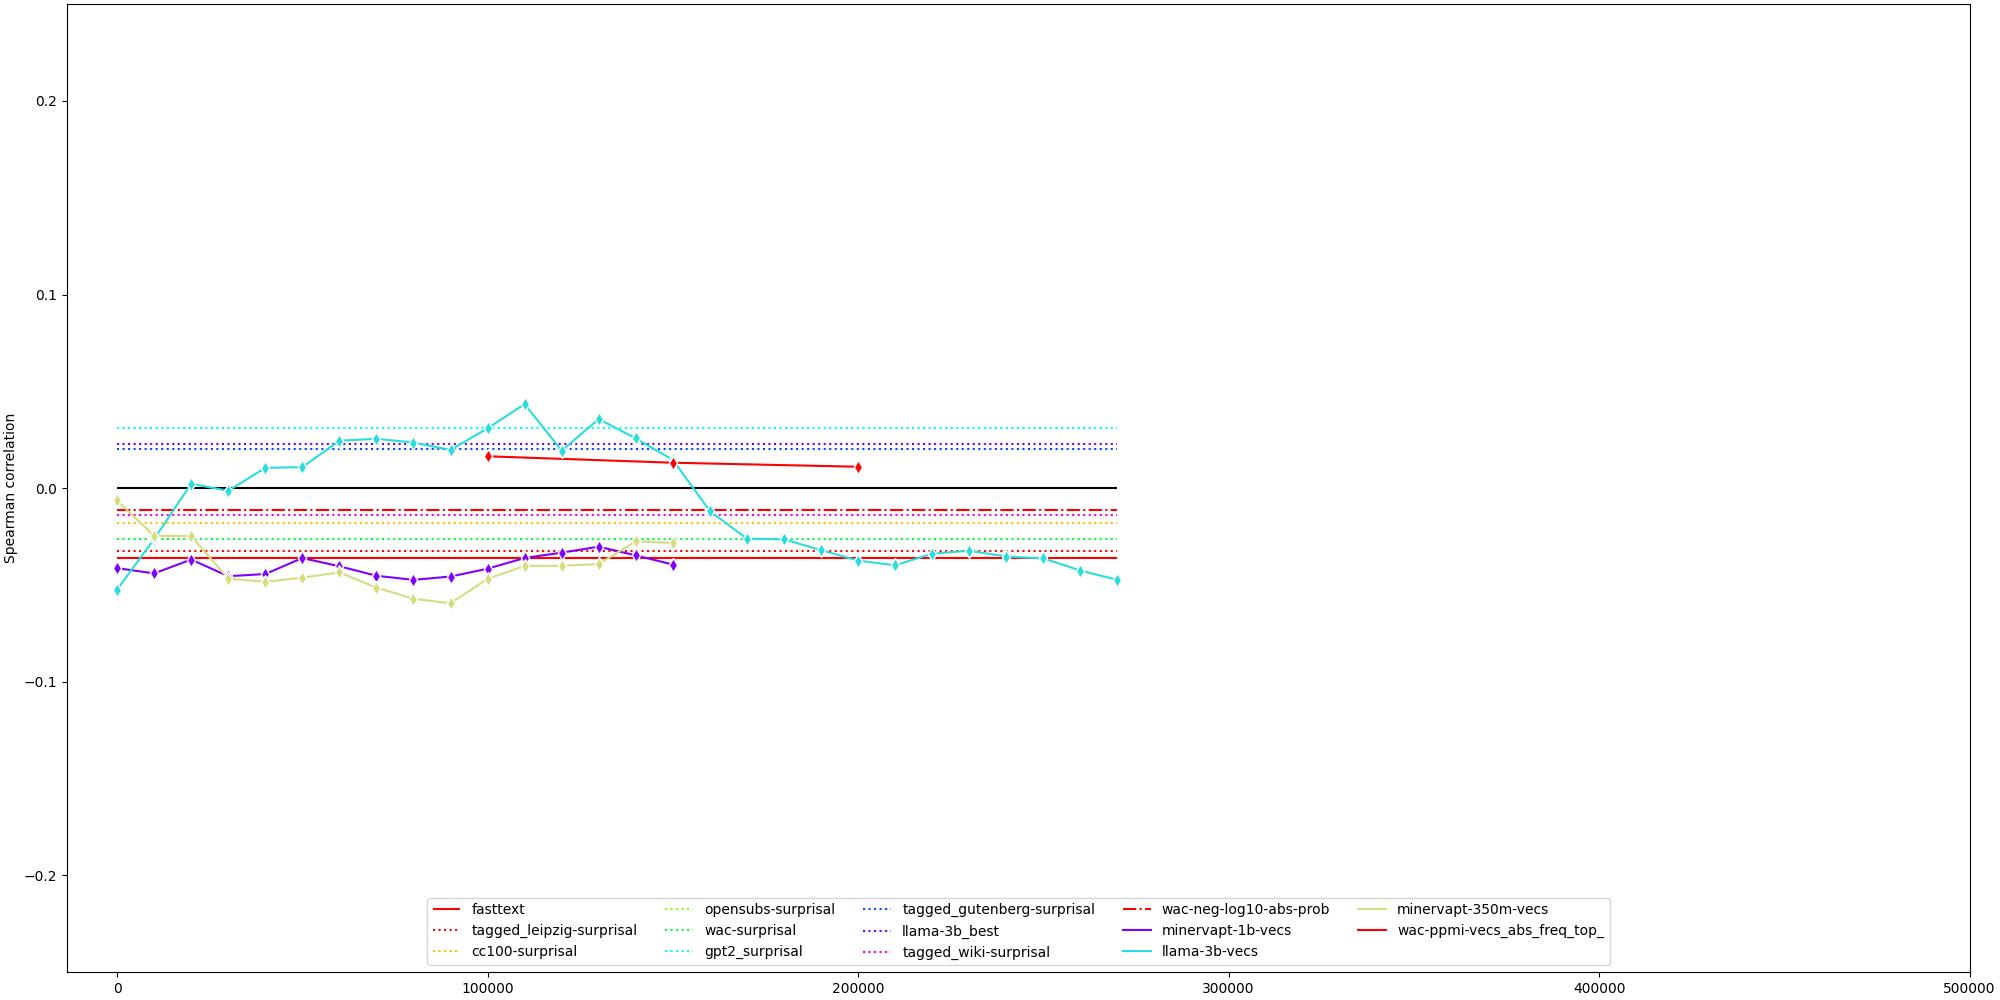 0.2
0.1
0.0
−0.1
−0.2
Spearman correlation
fasttext
tagged_leipzig-surprisal
cc100-surprisal
opensubs-surprisal
wac-surprisal
gpt2_surprisal
tagged_gutenberg-surprisal
llama-3b_best
tagged_wiki-surprisal
wac-neg-log10-abs-prob
minervapt-1b-vecs
llama-3b-vecs
minervapt-350m-vecs
wac-ppmi-vecs_abs_freq_top_
0
100000
200000
300000
400000
500000